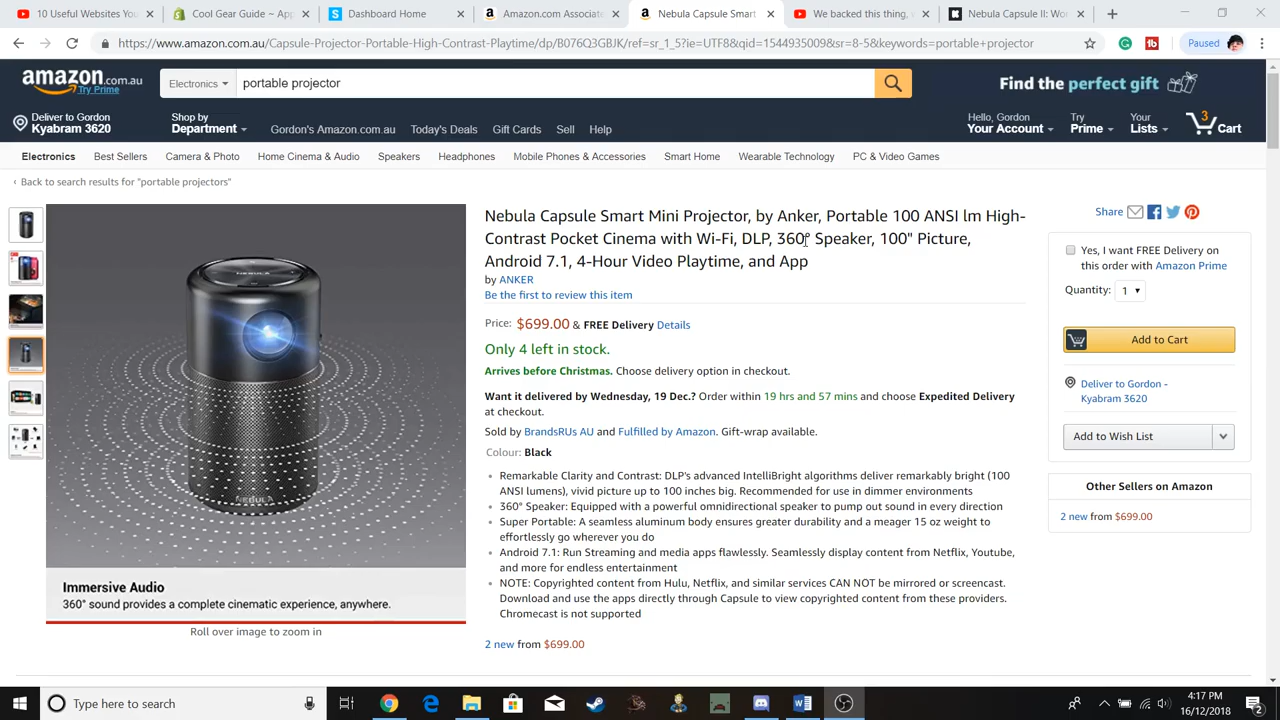 10 Useful Websites You
Cool Gear Guide ~ Ap
Dashboard Home
Amazon.com Associate
Nebula Capsule Smart
We backed this thing,
Nebula Capsule II: Wo
https://www.amazon.com.au/Capsule-Projector-Portable-High-Contrast-Playtime/dp/B076Q3GBJK/ref=sr_1_5?ie=UTF8&qid=1544935009&sr=8-5&keywords=portable+projector
Paused
amazon.com.au
Try Prime
Electronics
portable projector
Find the perfect gift
Deliver to Gordon
Kyabram 3620
Shop by
Department
Gordon's Amazon.com.au
Today's Deals
Gift Cards
Sell
Help
Hello, Gordon
Your Account
Try
Prime
Your
Lists
3
Cart
Electronics
Best Sellers
Camera & Photo
Home Cinema & Audio
Speakers
Headphones
Mobile Phones & Accessories
Smart Home
Wearable Technology
PC & Video Games
‹ Back to search results for "portable projectors"
Nebula Capsule Smart Mini Projector, by Anker, Portable 100 ANSI lm High-
Contrast Pocket Cinema with Wi-Fi, DLP, 360° Speaker, 100" Picture,
Android 7.1, 4-Hour Video Playtime, and App
by ANKER
Be the first to review this item
Price: $699.00 & FREE Delivery Details
Only 4 left in stock.
Arrives before Christmas. Choose delivery option in checkout.
Want it delivered by Wednesday, 19 Dec.? Order within 19 hrs and 57 mins and choose Expedited Delivery
at checkout.
Sold by BrandsRUs AU and Fulfilled by Amazon. Gift-wrap available.
Colour: Black
• Remarkable Clarity and Contrast: DLP's advanced IntelliBright algorithms deliver remarkably bright (100
ANSI lumens), vivid picture up to 100 inches big. Recommended for use in dimmer environments
• 360° Speaker: Equipped with a powerful omnidirectional speaker to pump out sound in every direction
• Super Portable: A seamless aluminum body ensures greater durability and a meager 15 oz weight to
effortlessly go wherever you do
• Android 7.1: Run Streaming and media apps flawlessly. Seamlessly display content from Netflix, Youtube,
and more for endless entertainment
• NOTE: Copyrighted content from Hulu, Netflix, and similar services CAN NOT be mirrored or screencast.
Download and use the apps directly through Capsule to view copyrighted content from these providers.
Chromecast is not supported
2 new from $699.00
NEBULA
NEBULA
Immersive Audio
360° sound provides a complete cinematic experience, anywhere.
Roll over image to zoom in
Share
Yes, I want FREE Delivery on
this order with Amazon Prime
Quantity: 1
Add to Cart
Deliver to Gordon -
Kyabram 3620
Add to Wish List
Other Sellers on Amazon
2 new from $699.00
Type here to search
4:17 PM
16/12/2018
2